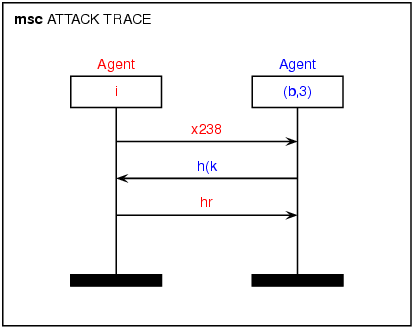 msc ATTACK TRACE
Agent Agent
i (b,3)
x238
h(k
hr